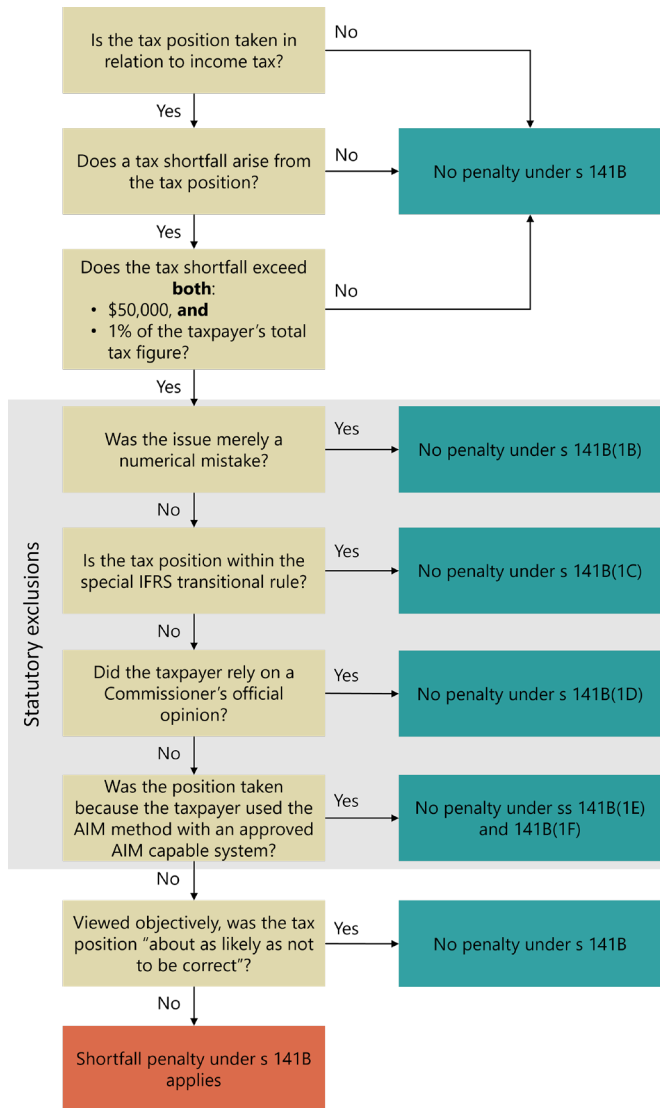 Is the tax position taken in
relation to income tax?
No
Yes
Does a tax shortfall arise from
the tax position?
No
No penalty under s 141B
Yes
Does the tax shortfall exceed
both:
• $50,000, and
• 1% of the taxpayer’s total
tax figure?
No
Yes
Statutory exclusions
Was the issue merely a
numerical mistake?
Yes
No penalty under s 141B(1B)
No
Is the tax position within the
special IFRS transitional rule?
Yes
No penalty under s 141B(1C)
No
Did the taxpayer rely on a
Commissioner’s official
opinion?
Yes
No penalty under s 141B(1D)
No
Was the position taken
because the taxpayer used the
AIM method with an approved
AIM capable system?
Yes
No penalty under ss 141B(1E)
and 141B(1F)
No
Viewed objectively, was the tax
position “about as likely as not
to be correct”?
Yes
No penalty under s 141B
No
Shortfall penalty under s 141B
applies